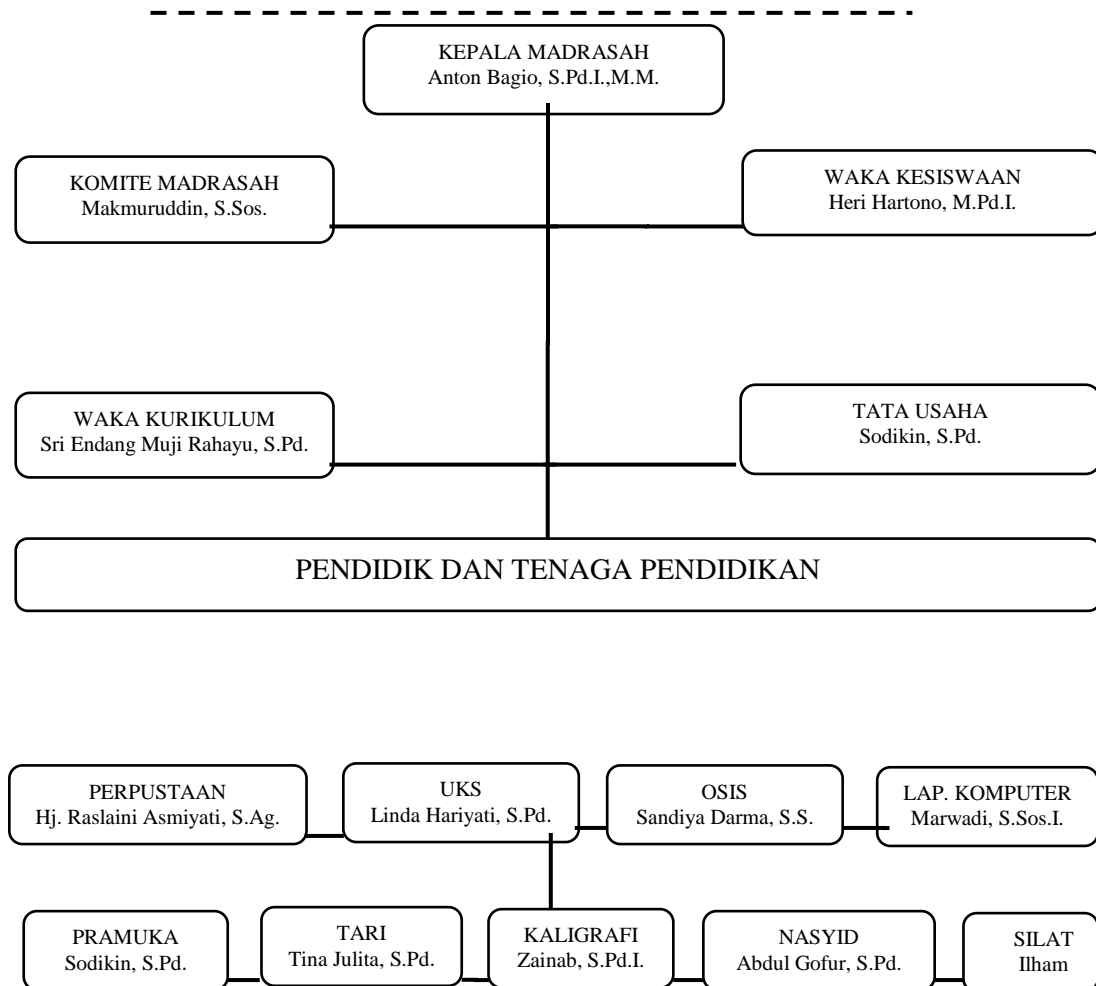 KEPALA MADRASAH
Anton Bagio, S.Pd.I.,M.M.
KOMITE MADRASAH
Makmuruddin, S.Sos.
WAKA KESISWAAN
Heri Hartono, M.Pd.I.
WAKA KURIKULUM
Sri Endang Muji Rahayu, S.Pd.
TATA USAHA
Sodikin, S.Pd.
PENDIDIK DAN TENAGA PENDIDIKAN
PERPUSTAAN
Hj. Raslaini Asmiyati, S.Ag.
UKS
Linda Hariyati, S.Pd.
OSIS
Sandiya Darma, S.S.
LAP. KOMPUTER
Marwadi, S.Sos.I.
PRAMUKA
Sodikin, S.Pd.
TARI
Tina Julita, S.Pd.
KALIGRAFI
Zainab, S.Pd.I.
NASYID
Abdul Gofur, S.Pd.
SILAT
Ilham